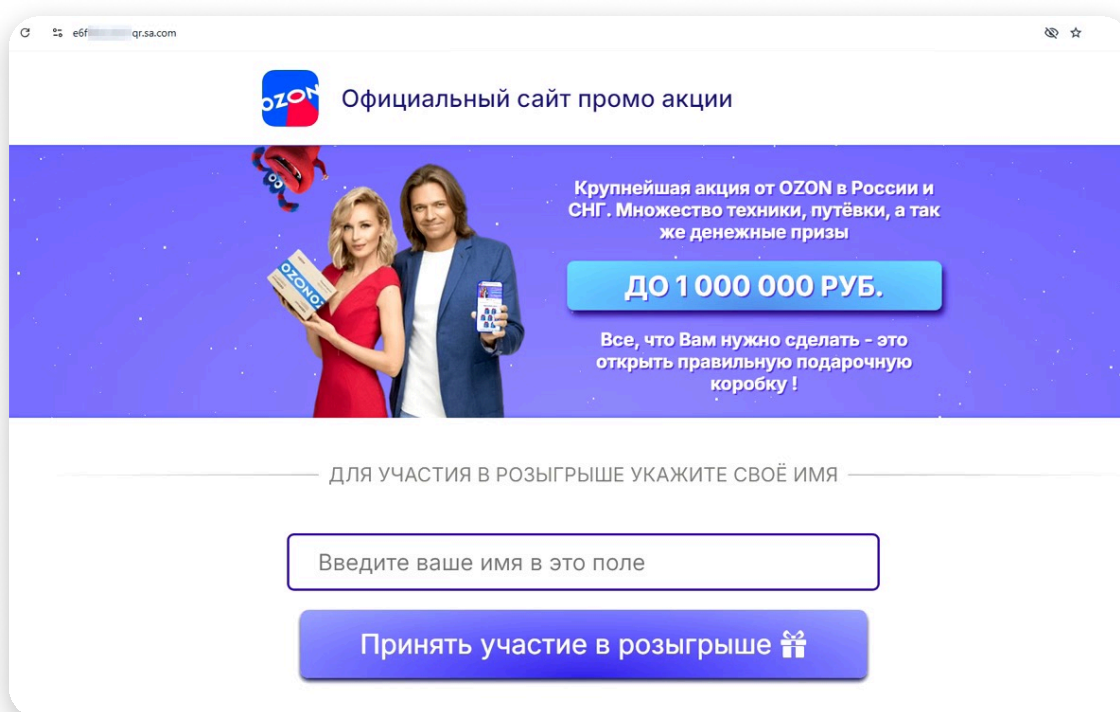 e6f qr.sa.com
OZON
Официальный сайт промо акции
Крупнейшая акция от OZON в России и
СНГ. Множество техники, путёвки, а так
же денежные призы
OZON
ДО 1 000 000 РУБ.
Все, что Вам нужно сделать - это
открыть правильную подарочную
коробку !
ДЛЯ УЧАСТИЯ В РОЗЫГРЫШЕ УКАЖИТЕ СВОЁ ИМЯ
Введите ваше имя в это поле
Принять участие в розыгрыше